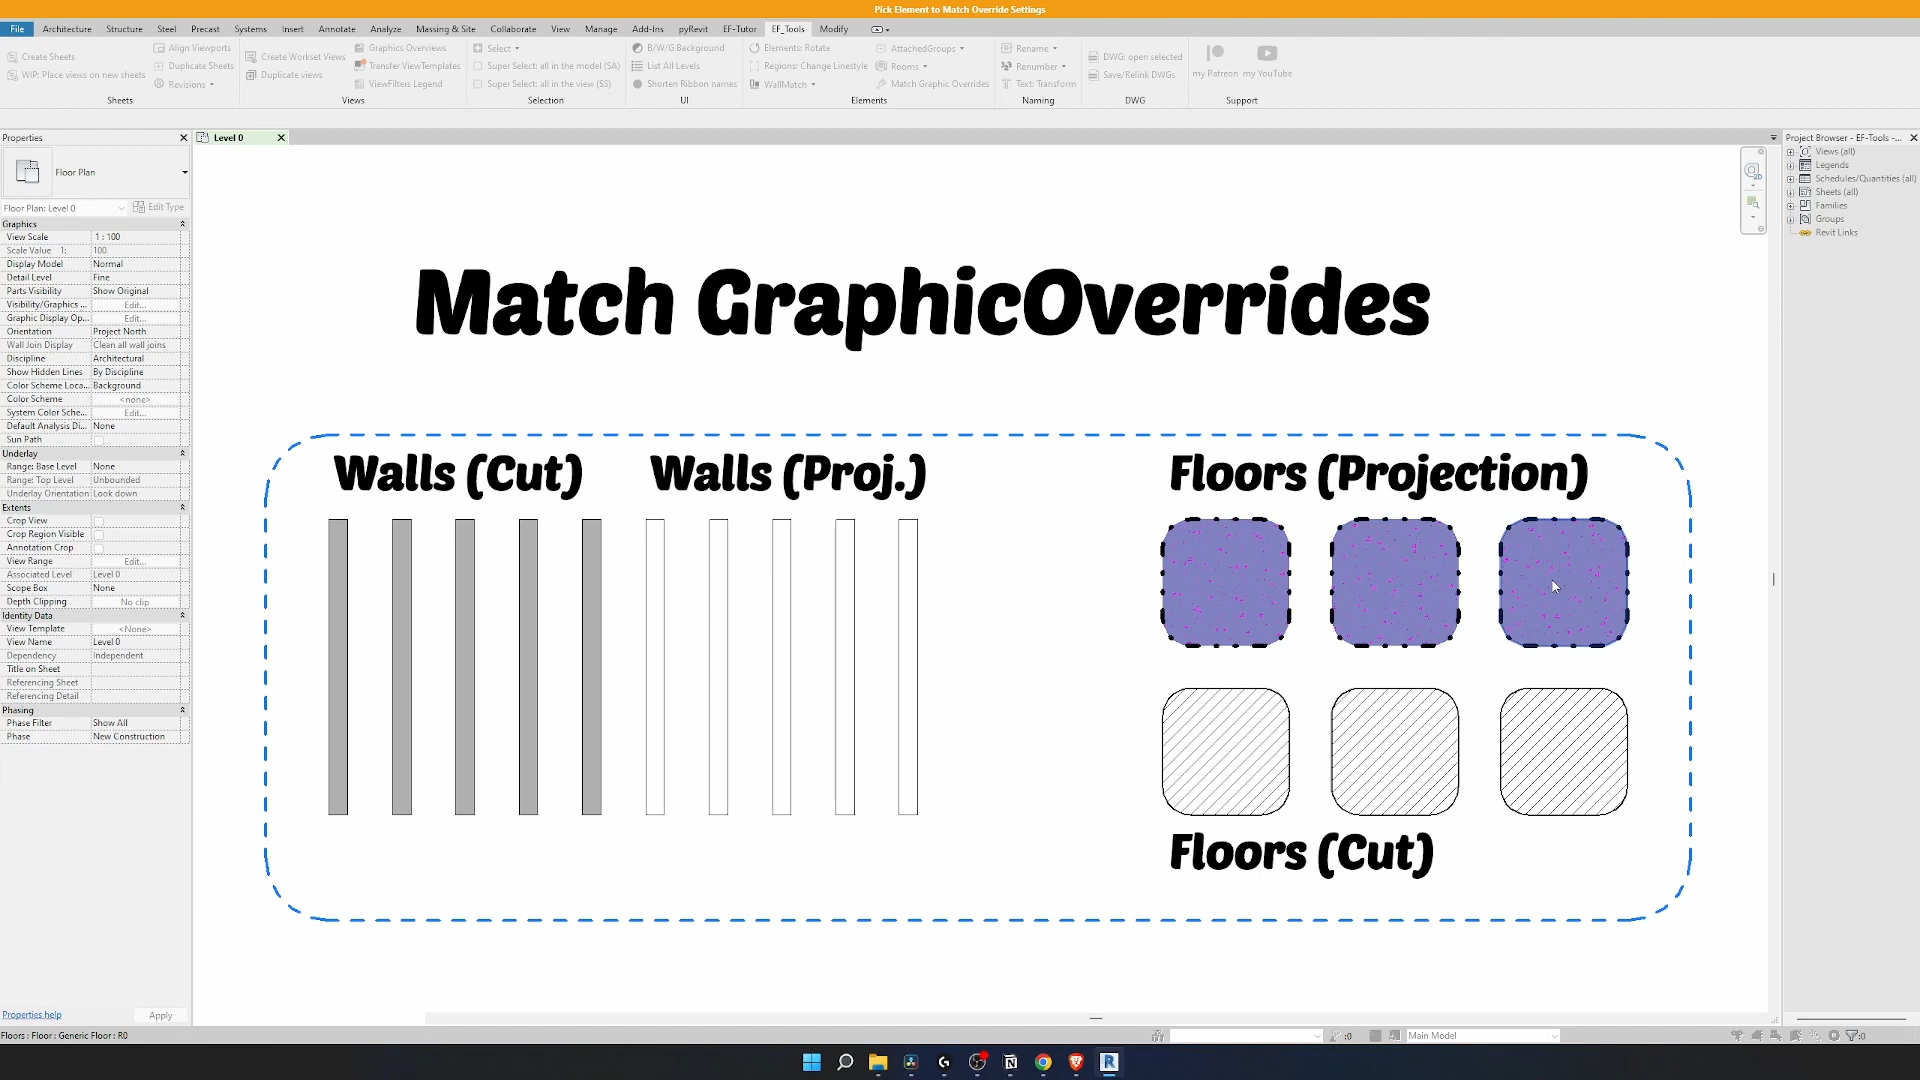 Pick Element to Match Override Settings
File Architecture Structure Steel Precast Systems Insert Annotate Analyze Massing & Site Collaborate View Manage Add-Ins pyRevit EF-Tutor EF_Tools Modify
Create Sheets
WIP: Place views on new sheets
Align Viewports
Duplicate Sheets
Revisions
Sheets
Create Workset Views
Duplicate views
Graphics Overviews
Transfer ViewTemplates
ViewFilters Legend
Views
Select
Super Select: all in the model (SA)
Super Select: all in the view (SS)
Selection
B/W/G Background
List All Levels
Shorten Ribbon names
UI
Elements: Rotate
Regions: Change Linestyle
WallMatch
AttachedGroups
Rooms
Match Graphic Overrides
Elements
Rename
Renumber
Text: Transform
Naming
DWG: open selected
Save/Relink DWGs
DWG
my Patreon my YouTube
Support
Properties
Floor Plan
Floor Plan: Level 0 Edit Type
Graphics
View Scale 1 : 100
Scale Value 1: 100
Display Model Normal
Detail Level Fine
Parts Visibility Show Original
Visibility/Graphics ... Edit...
Graphic Display Op... Edit...
Orientation Project North
Wall Join Display Clean all wall joins
Discipline Architectural
Show Hidden Lines By Discipline
Color Scheme Loca... Background
Color Scheme <none>
System Color Sche... Edit...
Default Analysis Di... None
Sun Path
Underlay
Range: Base Level None
Range: Top Level Unbounded
Underlay Orientation Look down
Extents
Crop View
Crop Region Visible
Annotation Crop
View Range Edit...
Associated Level Level 0
Scope Box None
Depth Clipping No clip
Identity Data
View Template <None>
View Name Level 0
Dependency Independent
Title on Sheet
Referencing Sheet
Referencing Detail
Phasing
Phase Filter Show All
Phase New Construction
Properties help Apply
Level 0
Match GraphicOverrides
Walls (Cut) Walls (Proj.) Floors (Projection)
Floors (Cut)
2D
Project Browser - EF-Tools -...
Views (all)
Legends
Schedules/Quantities (all)
Sheets (all)
Families
Groups
Revit Links
Floors : Floor : Generic Floor : R0
:0
Main Model
:0